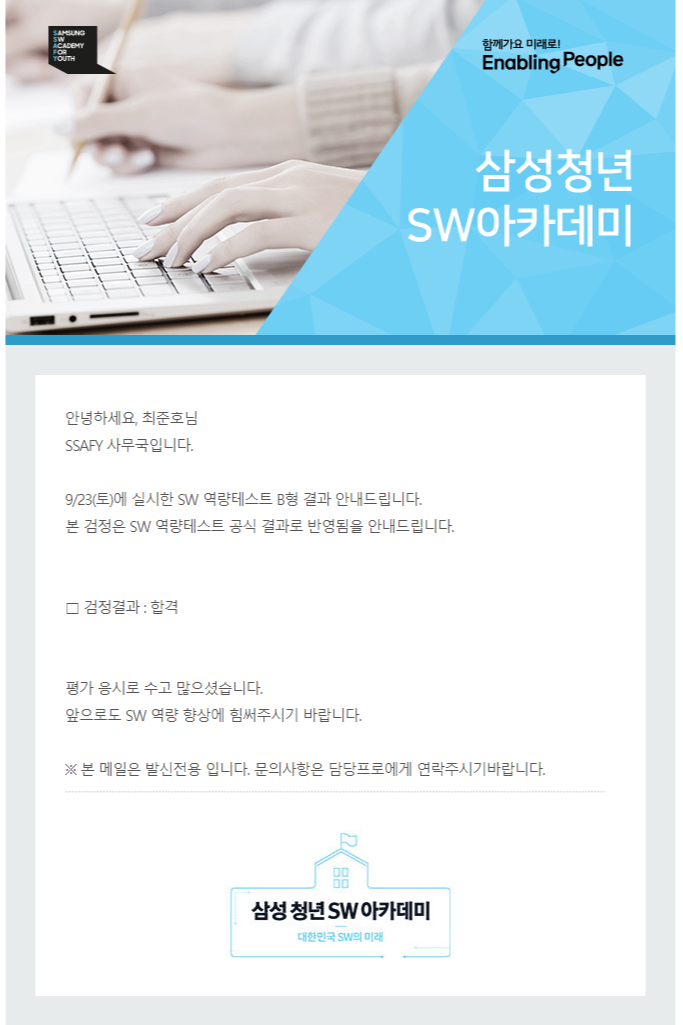 SAMSUNG
SW
ACADEMY
FOR
YOUTH
함께가요 미래로!
Enabling People
삼성청년
SW아카데미
안녕하세요, 최준호님
SSAFY 사무국입니다.
9/23(토)에 실시한 SW 역량테스트 B형 결과 안내드립니다.
본 검정은 SW 역량테스트 공식 결과로 반영됨을 안내드립니다.
□ 검정결과 : 합격
평가 응시로 수고 많으셨습니다.
앞으로도 SW 역량 향상에 힘써주시기 바랍니다.
※ 본 메일은 발신전용 입니다. 문의사항은 담당프로에게 연락주시기바랍니다.
삼성 청년 SW 아카데미
대한민국 SW의 미래